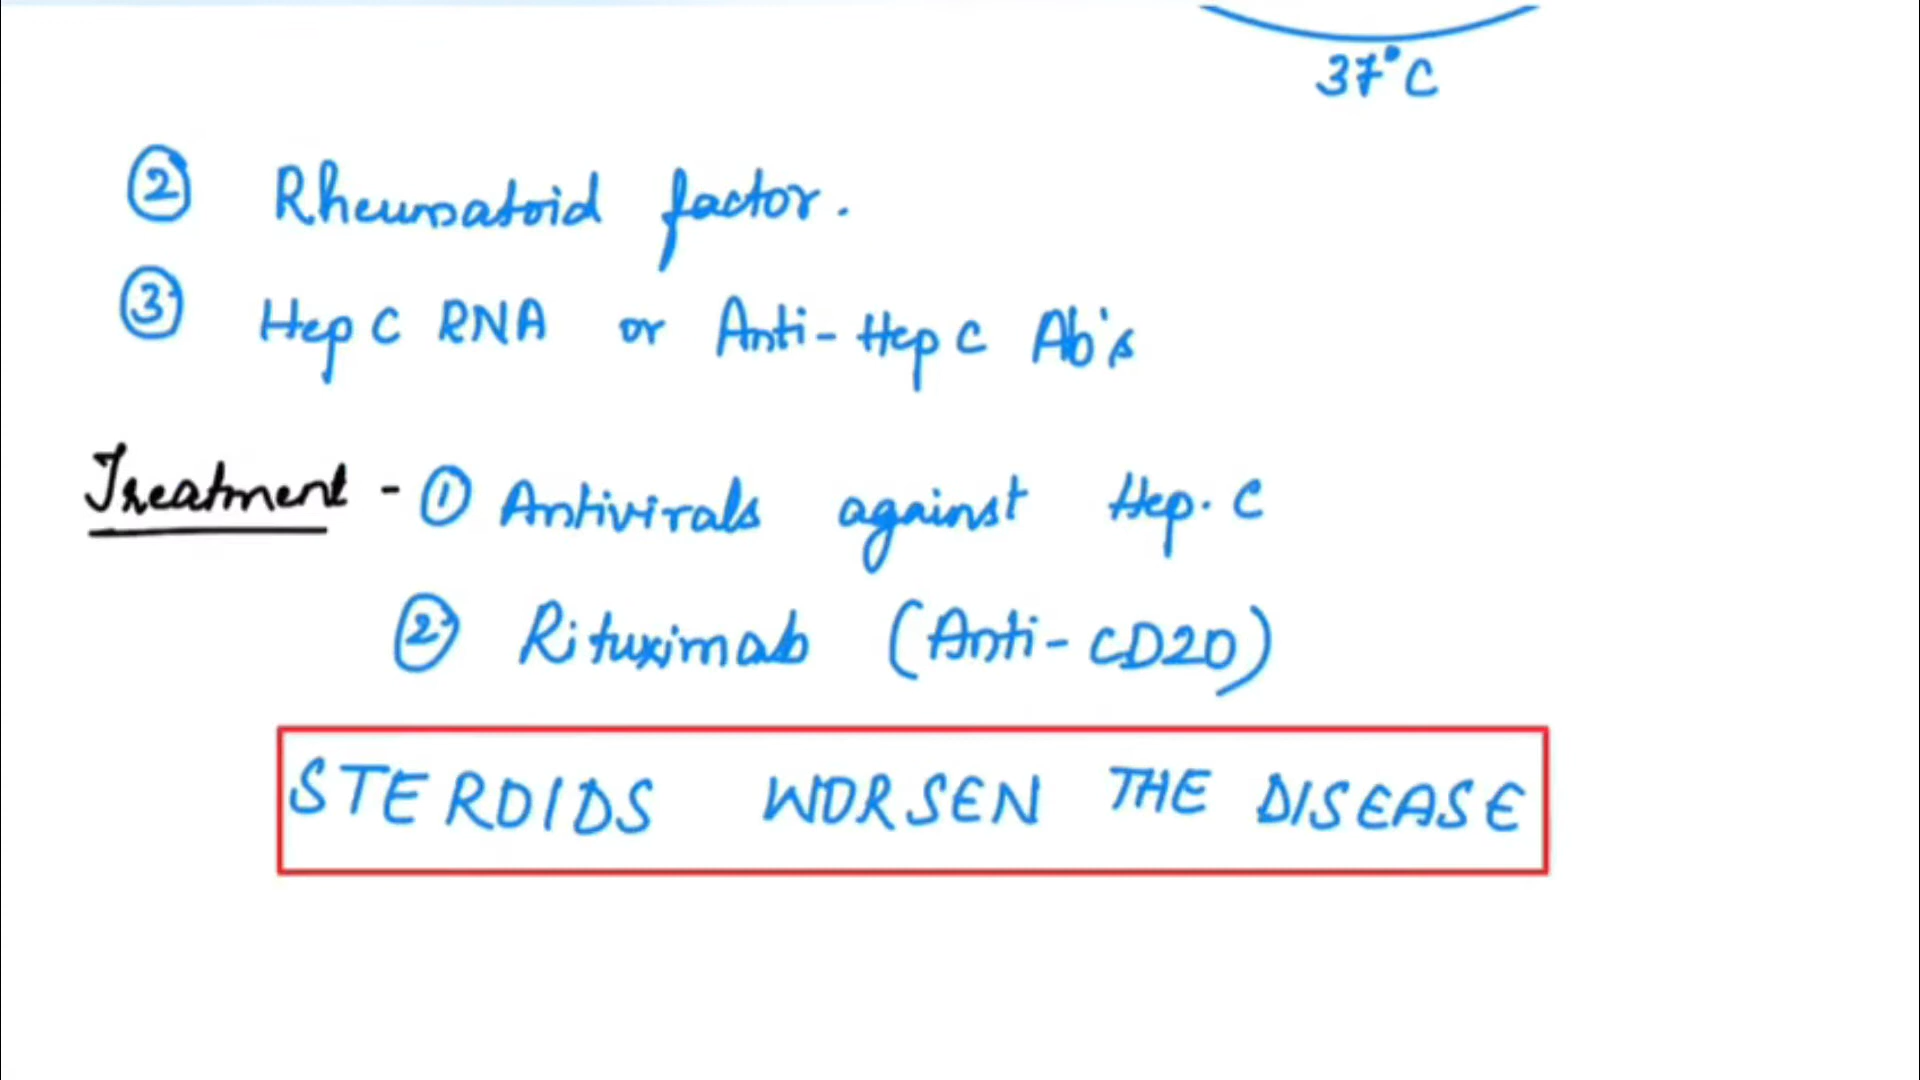 37°C
② Rheumatoid factor.
③ Hep C RNA or Anti-Hep C Ab's
Treatment - ① Antivirals against Hep. C
② Rituximab (Anti-CD20)
STEROIDS WORSEN THE DISEASE